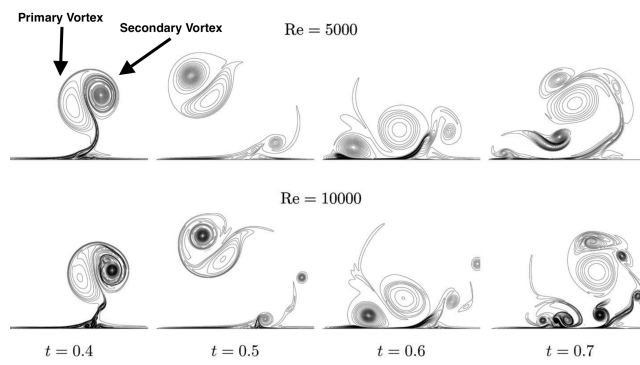 Primary Vortex
Secondary Vortex
Re = 5000
Re = 10000
t = 0.4
t = 0.5
t = 0.6
t = 0.7